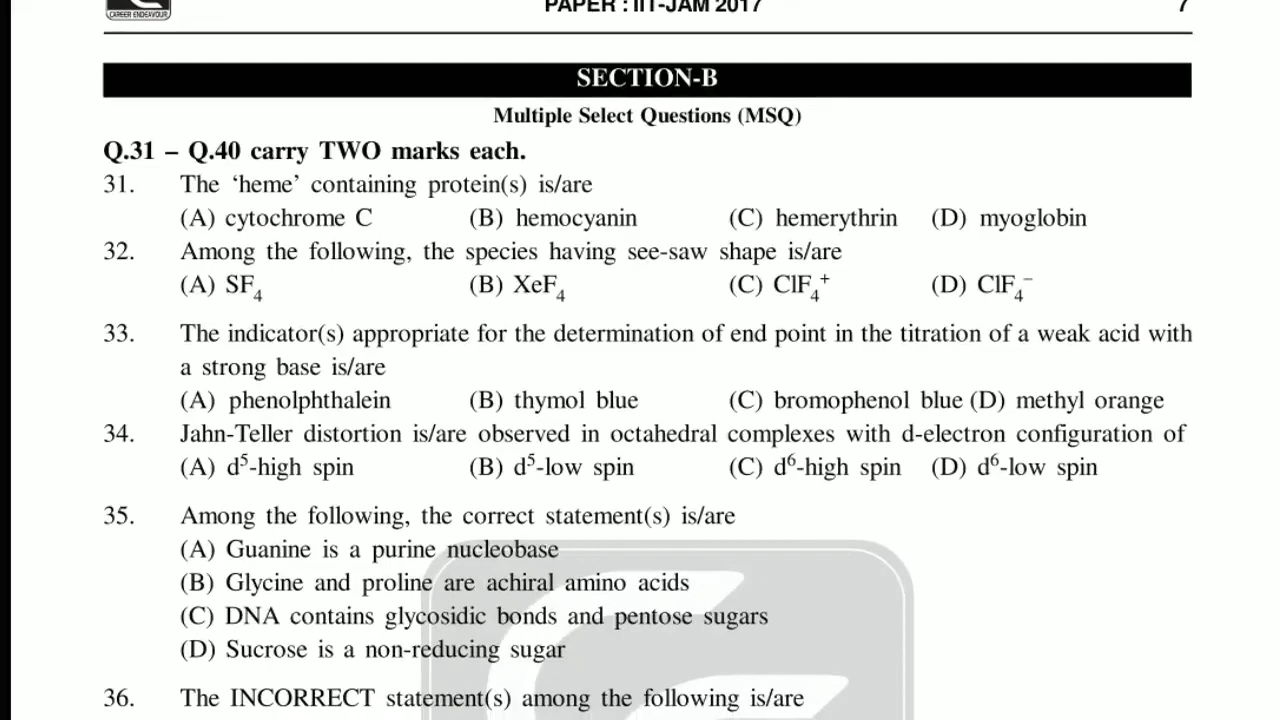 CAREER ENDEAVOUR
PAPER : IIT-JAM 2017 7
SECTION-B
Multiple Select Questions (MSQ)
Q.31 – Q.40 carry TWO marks each.
31. The ‘heme’ containing protein(s) is/are
(A) cytochrome C (B) hemocyanin (C) hemerythrin (D) myoglobin
32. Among the following, the species having see-saw shape is/are
(A) SF₄ (B) XeF₄ (C) ClF₄⁺ (D) ClF₄⁻
33. The indicator(s) appropriate for the determination of end point in the titration of a weak acid with
a strong base is/are
(A) phenolphthalein (B) thymol blue (C) bromophenol blue (D) methyl orange
34. Jahn-Teller distortion is/are observed in octahedral complexes with d-electron configuration of
(A) d⁵-high spin (B) d⁵-low spin (C) d⁶-high spin (D) d⁶-low spin
35. Among the following, the correct statement(s) is/are
(A) Guanine is a purine nucleobase
(B) Glycine and proline are achiral amino acids
(C) DNA contains glycosidic bonds and pentose sugars
(D) Sucrose is a non-reducing sugar
36. The INCORRECT statement(s) among the following is/are